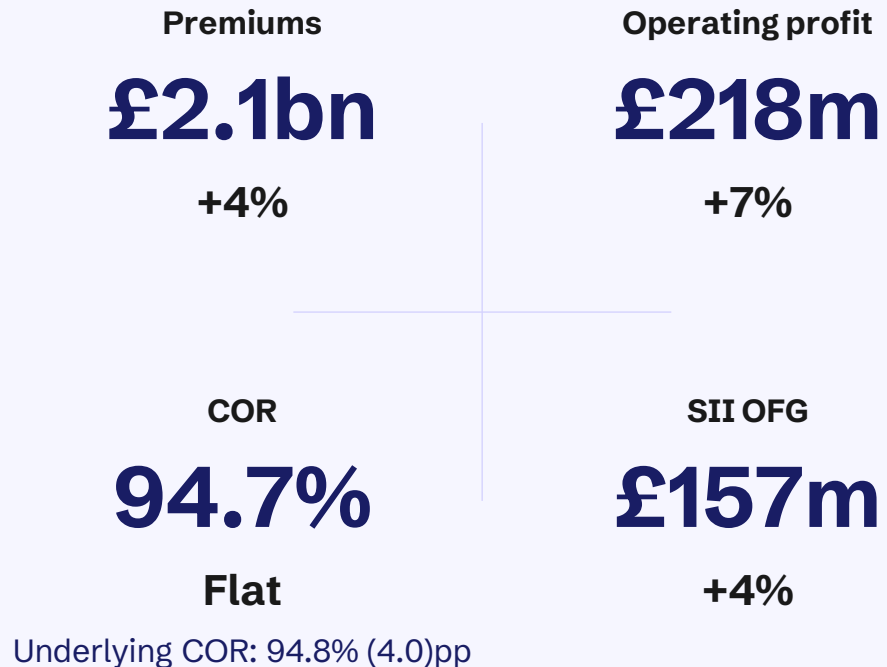 Premiums
£2.1bn
+4%
Operating profit
£218m
+7%
COR
94.7%
Flat
Underlying COR: 94.8% (4.0)pp
SII OFG
£157m
+4%